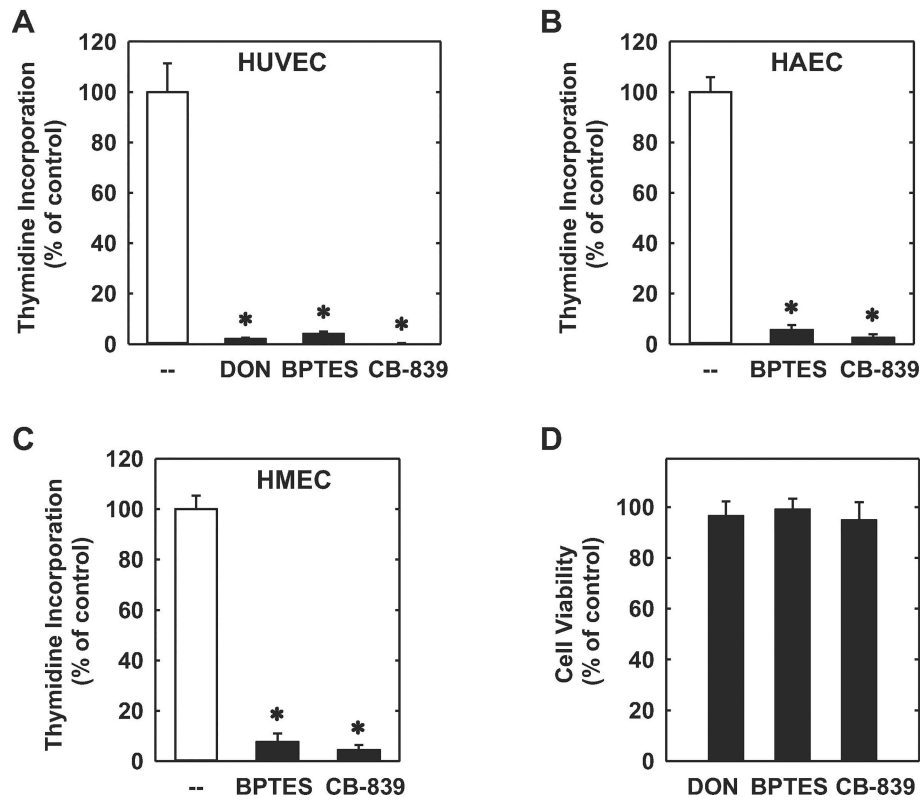 A
Thymidine Incorporation
(% of control)
120
100
80
60
40
20
0
HUVEC
*
*
*
--
DON
BPTES
CB-839
B
Thymidine Incorporation
(% of control)
120
100
80
60
40
20
0
HAEC
*
*
--
BPTES
CB-839
C
Thymidine Incorporation
(% of control)
120
100
80
60
40
20
0
HMEC
*
*
--
BPTES
CB-839
D
Cell Viability
(% of control)
100
80
60
40
20
0
DON
BPTES
CB-839